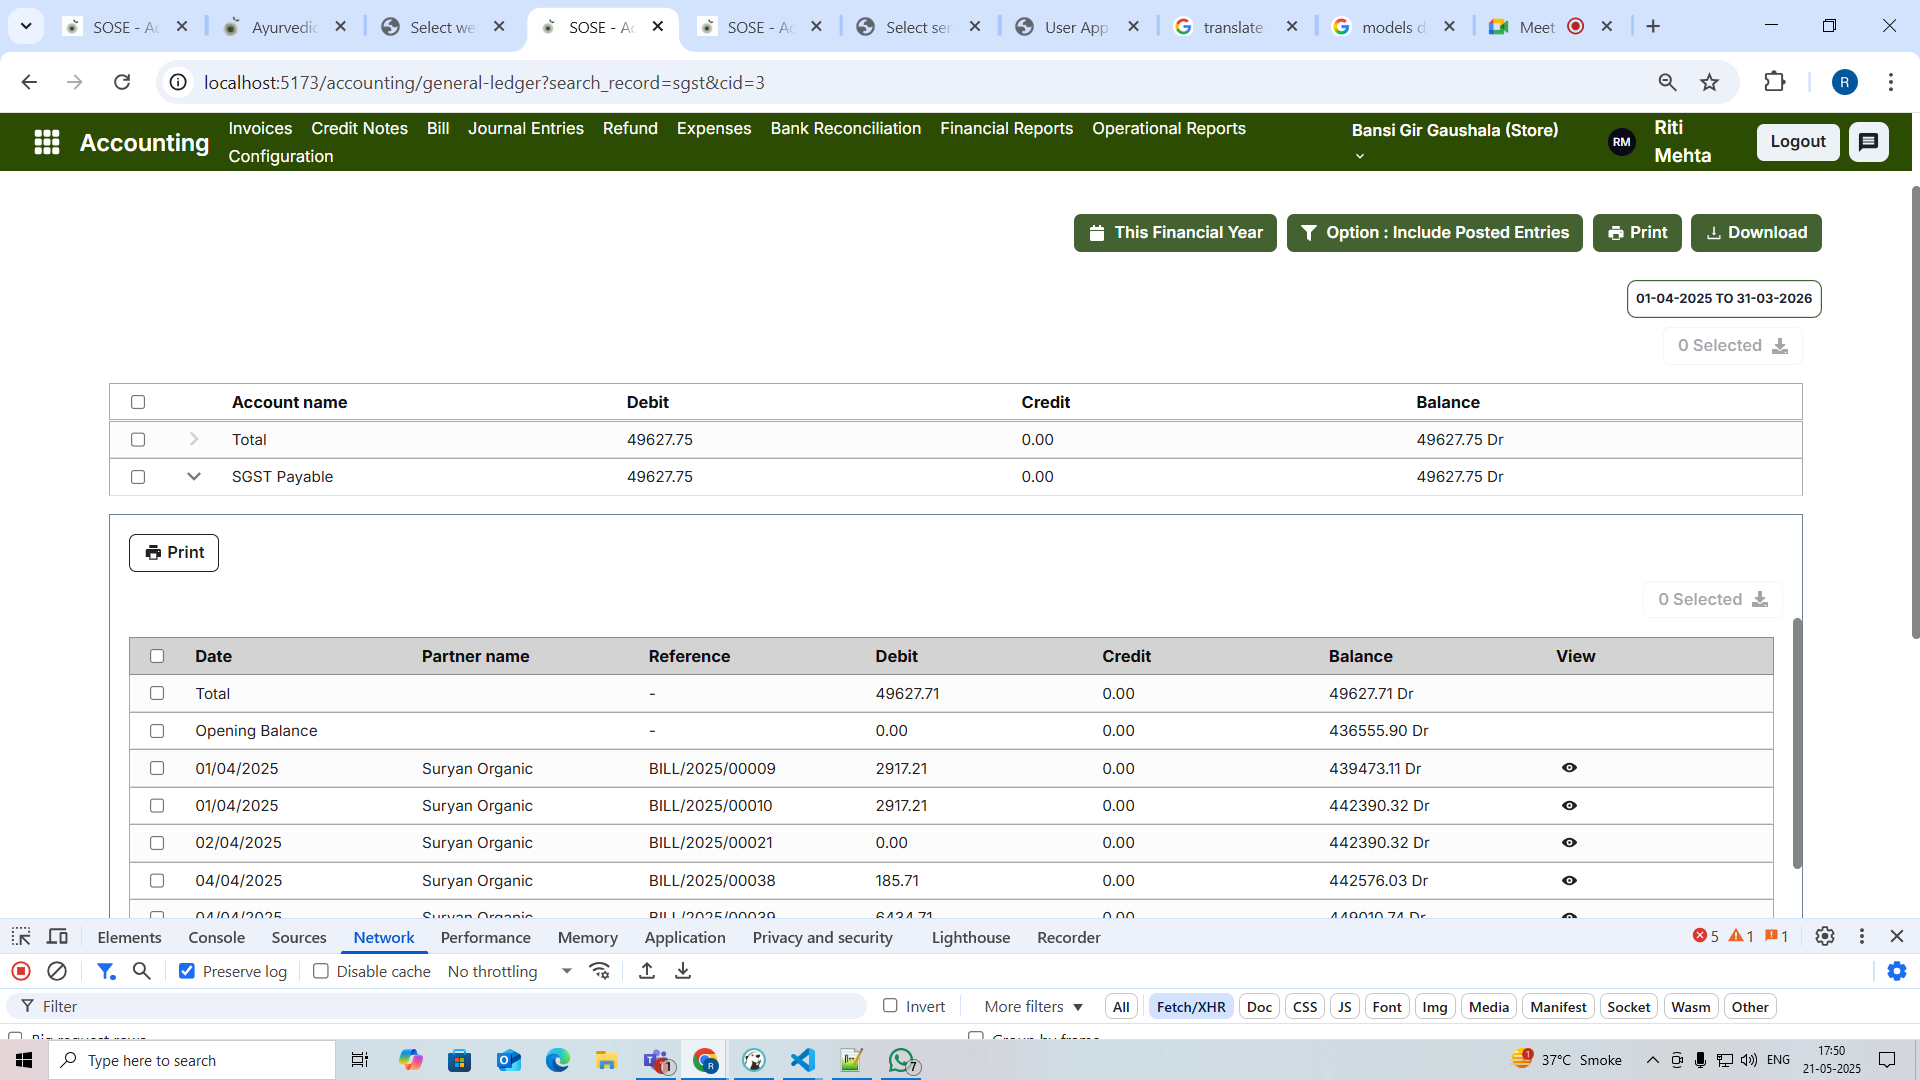 SOSE - Ac
Ayurvedic
Select we
SOSE - Ac
SOSE - Ac
Select ser
User App
translate
models d
Meet
localhost:5173/accounting/general-ledger?search_record=sgst&cid=3
R
Accounting
Invoices Credit Notes Bill Journal Entries Refund Expenses Bank Reconciliation Financial Reports Operational Reports
Configuration
Bansi Gir Gaushala (Store)
RM
Riti
Mehta
Logout
This Financial Year
Option : Include Posted Entries
Print
Download
01-04-2025 TO 31-03-2026
0 Selected
Account name Debit Credit Balance
Total 49627.75 0.00 49627.75 Dr
SGST Payable 49627.75 0.00 49627.75 Dr
Print
0 Selected
Date Partner name Reference Debit Credit Balance View
Total - 49627.71 0.00 49627.71 Dr
Opening Balance - 0.00 0.00 436555.90 Dr
01/04/2025 Suryan Organic BILL/2025/00009 2917.21 0.00 439473.11 Dr
01/04/2025 Suryan Organic BILL/2025/00010 2917.21 0.00 442390.32 Dr
02/04/2025 Suryan Organic BILL/2025/00021 0.00 0.00 442390.32 Dr
04/04/2025 Suryan Organic BILL/2025/00038 185.71 0.00 442576.03 Dr
04/04/2025 Suryan Organic BILL/2025/00039 6434.71 0.00 449010.74 Dr
Elements Console Sources Network Performance Memory Application Privacy and security Lighthouse Recorder
5 1 1
Preserve log Disable cache No throttling
Filter Invert More filters All Fetch/XHR Doc CSS JS Font Img Media Manifest Socket Wasm Other
Big request rows Group by frame
Type here to search
1
R
7
1
37°C Smoke
ENG
17:50
21-05-2025